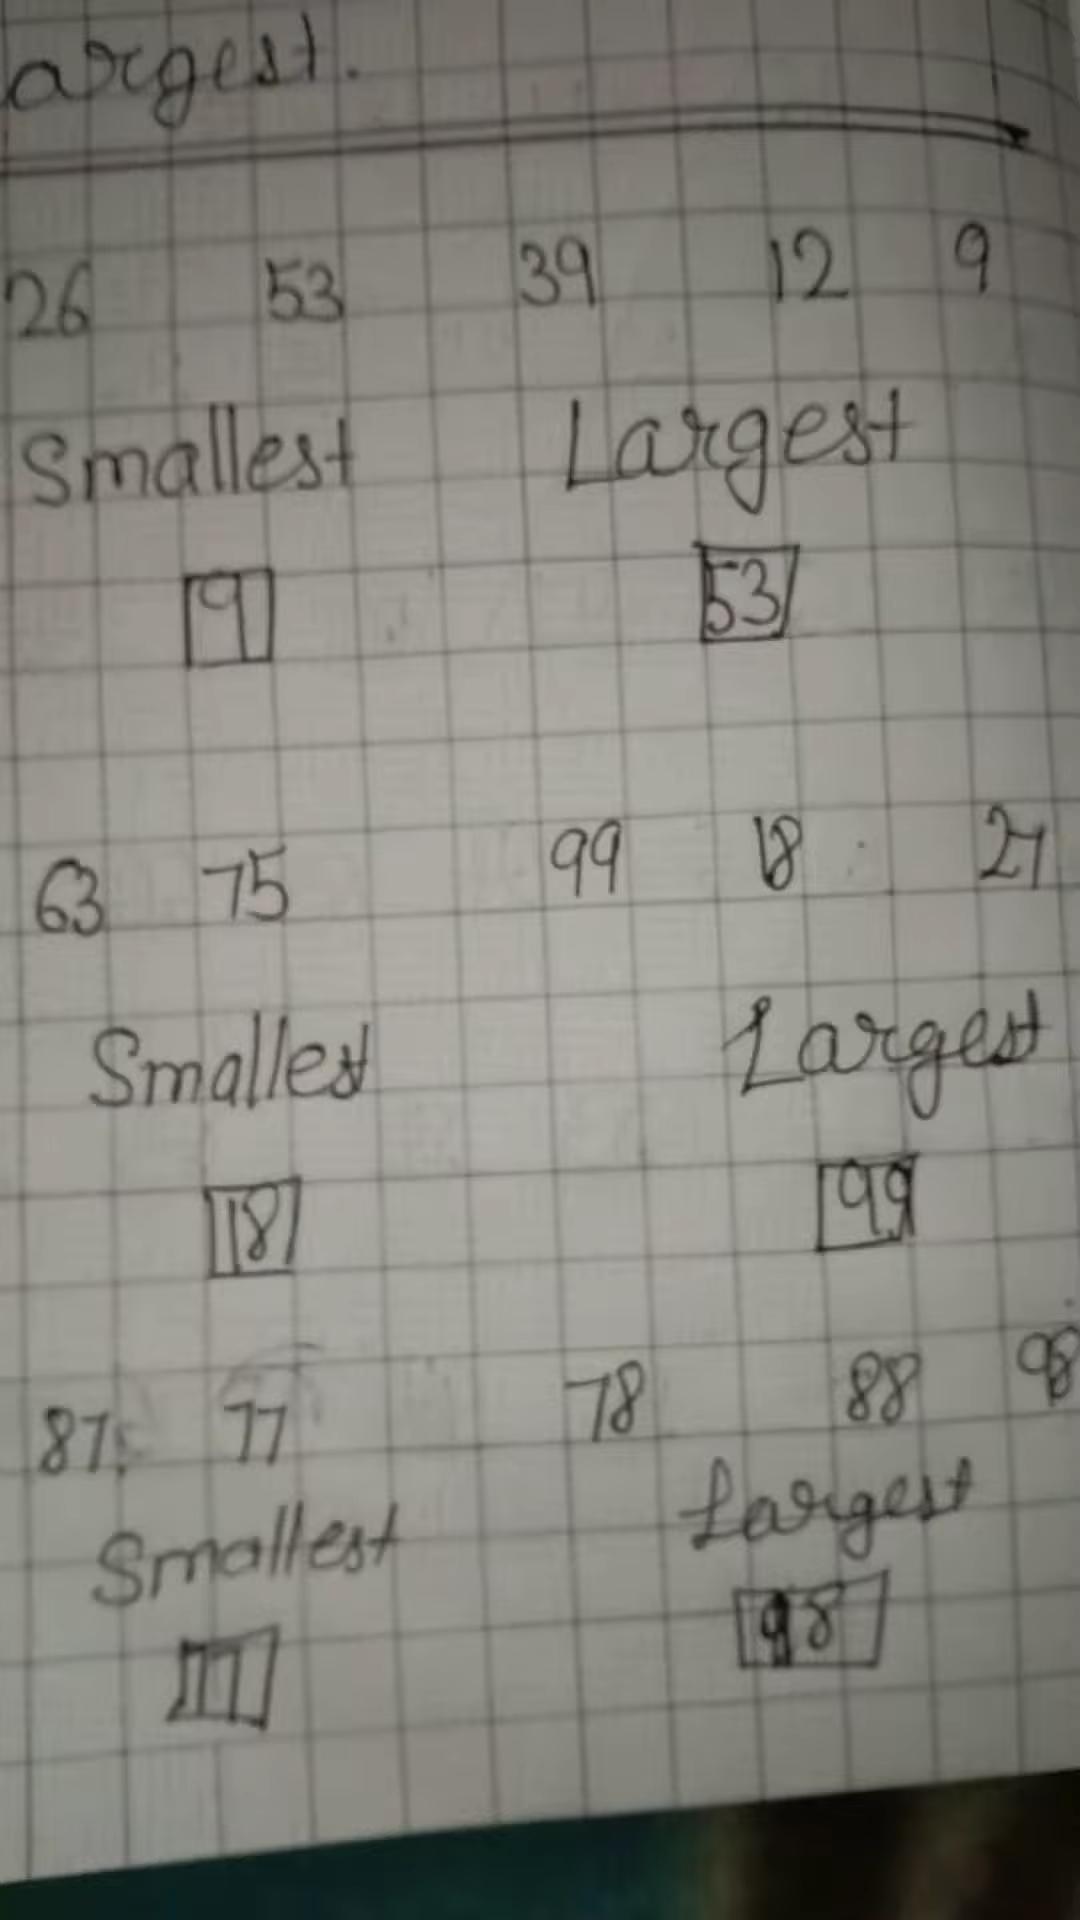 argest.
26 53 39 12 9
Smallest Largest
9 53
63 75 99 18 27
Smallest Largest
18 99
87, 77 78 88 98
Smallest Largest
77 98